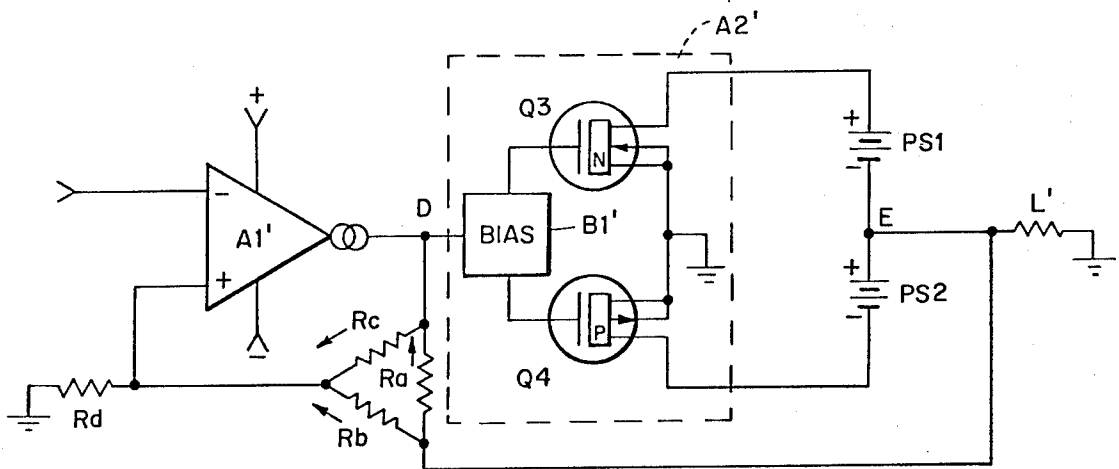 A2'
Q3
+
+
PS1
-
N
-
D
E
L'
A1'
BIAS
B1'
+
+
PS2
-
Rc
P
-
Ra
Q4
Rd
Rb